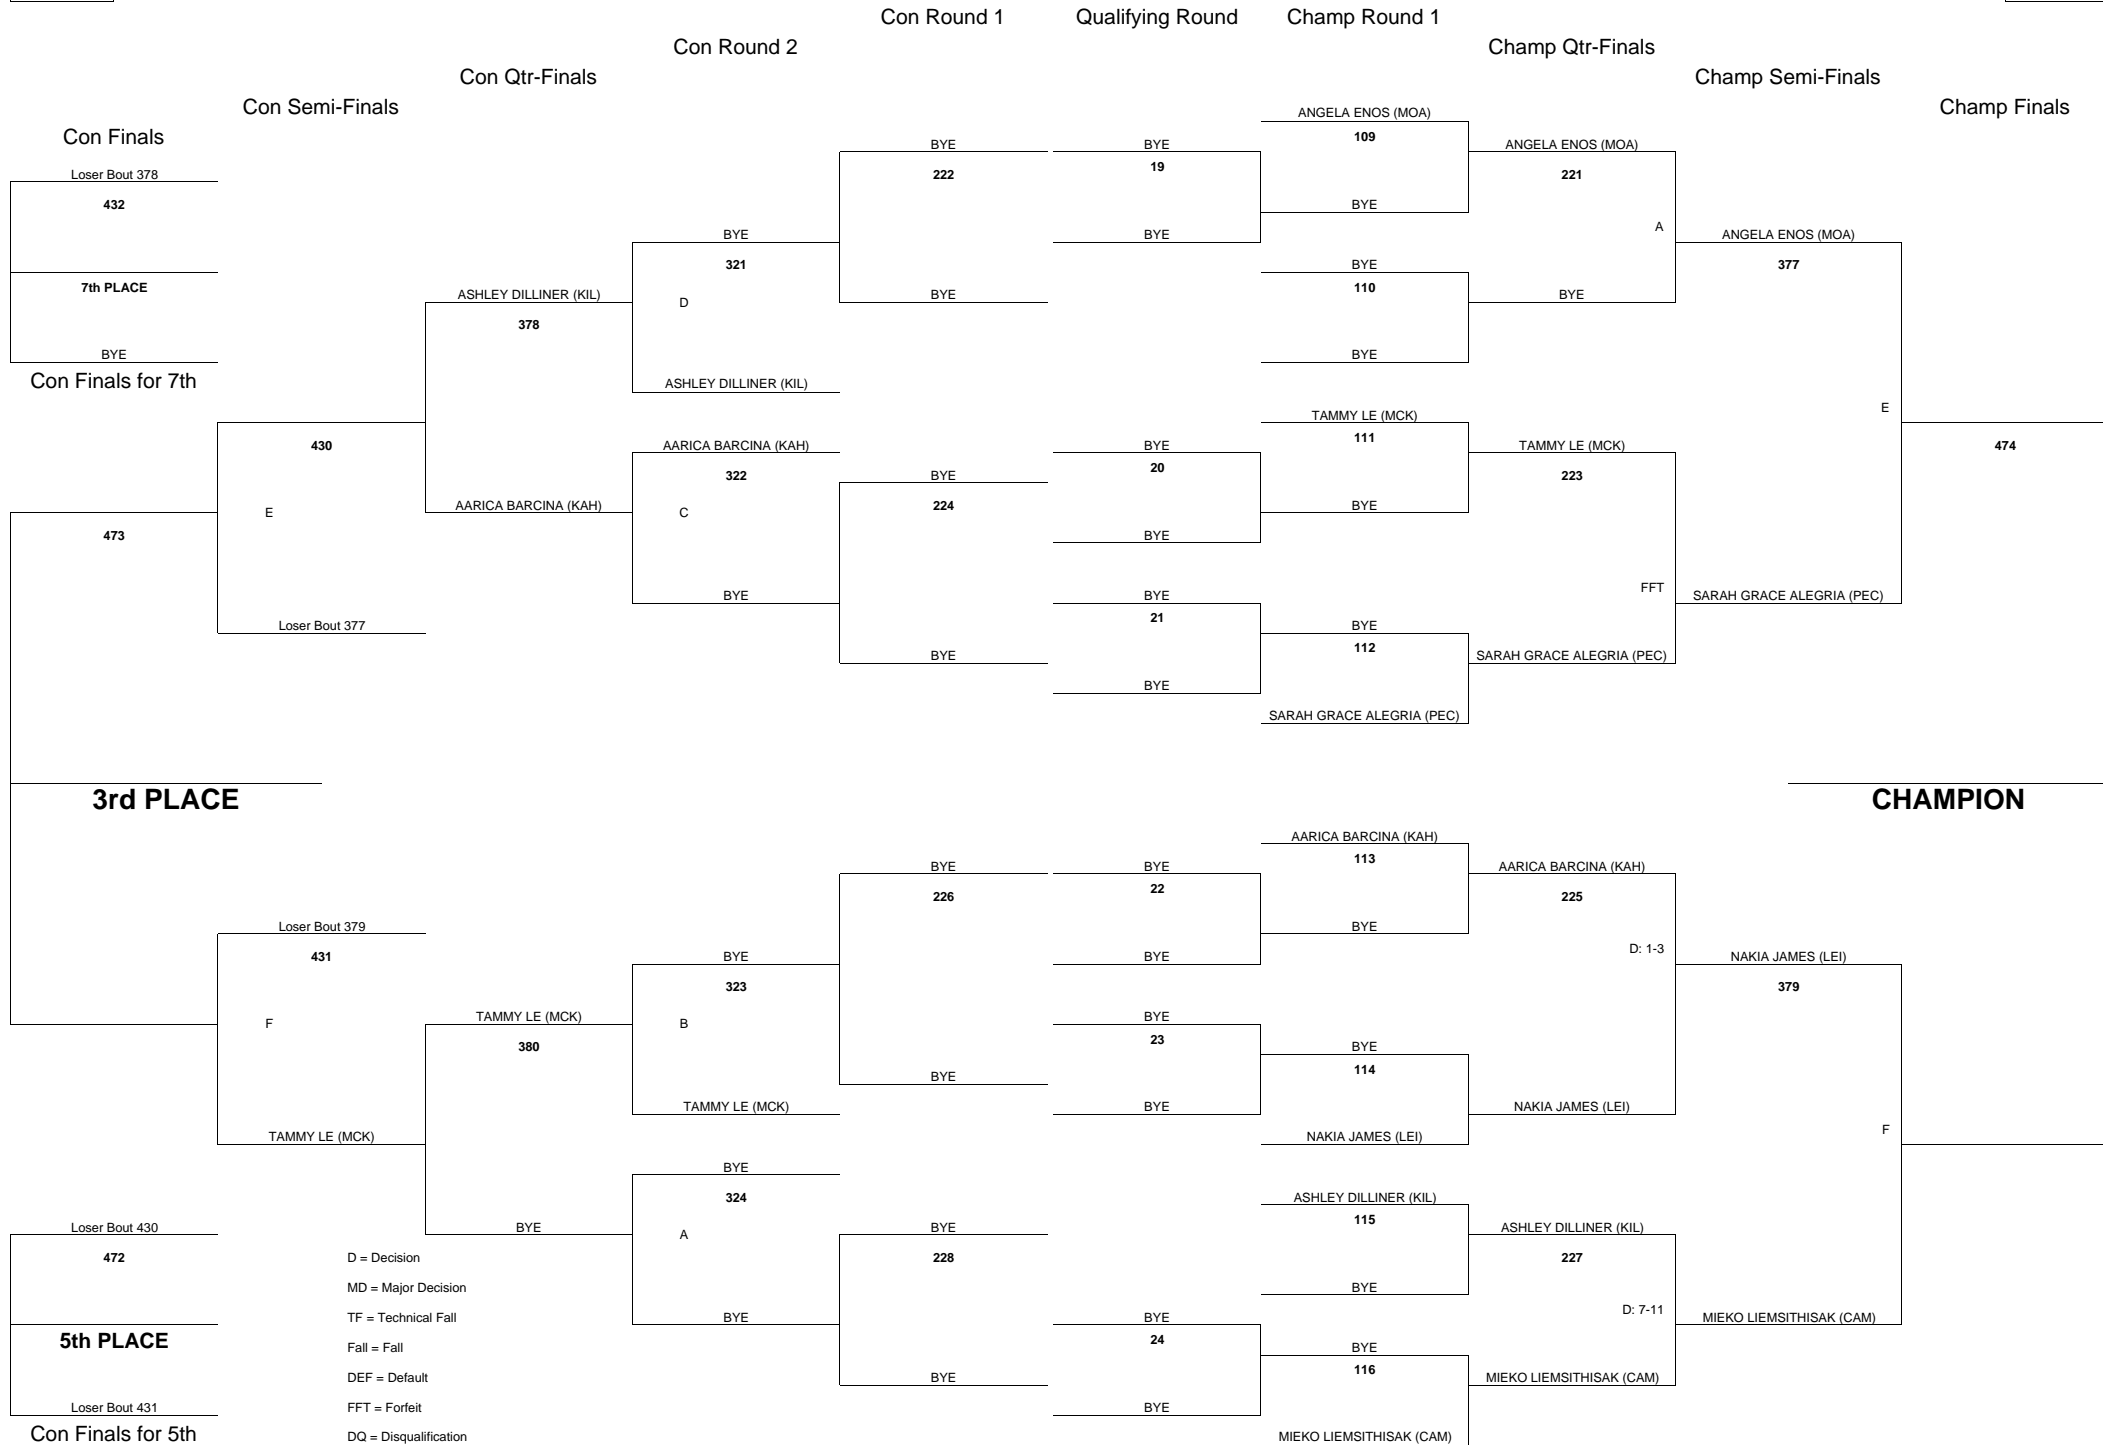 Con Round 1
Qualifying Round
Champ Round 1
Con Round 2
Champ Qtr-Finals
Con Qtr-Finals
Champ Semi-Finals
Con Semi-Finals
Champ Finals
Con Finals
Loser Bout 378
432
7th PLACE
BYE
Con Finals for 7th
473
3rd PLACE
Loser Bout 430
472
5th PLACE
Loser Bout 431
Con Finals for 5th
430
E
Loser Bout 377
Loser Bout 379
431
F
TAMMY LE (MCK)
D = Decision
MD = Major Decision
TF = Technical Fall
Fall = Fall
DEF = Default
FFT = Forfeit
DQ = Disqualification
ASHLEY DILLINER (KIL)
378
AARICA BARCINA (KAH)
TAMMY LE (MCK)
380
BYE
BYE
321
D
ASHLEY DILLINER (KIL)
AARICA BARCINA (KAH)
322
C
BYE
BYE
323
B
TAMMY LE (MCK)
BYE
324
A
BYE
BYE
222
BYE
BYE
224
BYE
BYE
226
BYE
BYE
228
BYE
BYE
19
BYE
BYE
20
BYE
BYE
21
BYE
BYE
22
BYE
BYE
23
BYE
BYE
24
BYE
ANGELA ENOS (MOA)
109
BYE
BYE
110
BYE
TAMMY LE (MCK)
111
BYE
BYE
112
SARAH GRACE ALEGRIA (PEC)
AARICA BARCINA (KAH)
113
BYE
BYE
114
NAKIA JAMES (LEI)
ASHLEY DILLINER (KIL)
115
BYE
BYE
116
MIEKO LIEMSITHISAK (CAM)
ANGELA ENOS (MOA)
221
A
BYE
TAMMY LE (MCK)
223
FFT
SARAH GRACE ALEGRIA (PEC)
AARICA BARCINA (KAH)
225
D: 1-3
NAKIA JAMES (LEI)
ASHLEY DILLINER (KIL)
227
D: 7-11
MIEKO LIEMSITHISAK (CAM)
ANGELA ENOS (MOA)
377
E
SARAH GRACE ALEGRIA (PEC)
NAKIA JAMES (LEI)
379
F
MIEKO LIEMSITHISAK (CAM)
474
CHAMPION